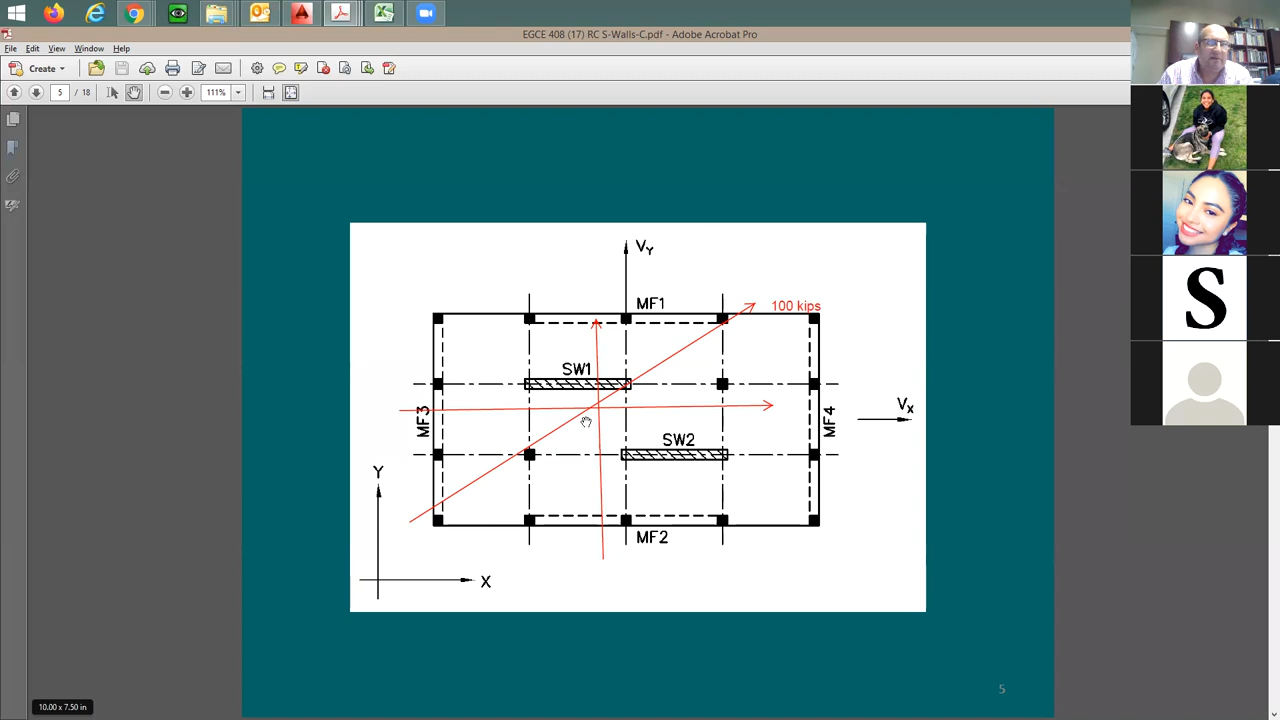 EGCE 408 (17) RC S-Walls-C.pdf - Adobe Acrobat Pro
File Edit View Window Help
Create
5 / 18 111%
VY
MF1
100 kips
SW1
MF3
MF4
VX
SW2
Y
MF2
X
5
10.00 x 7.50 in
S